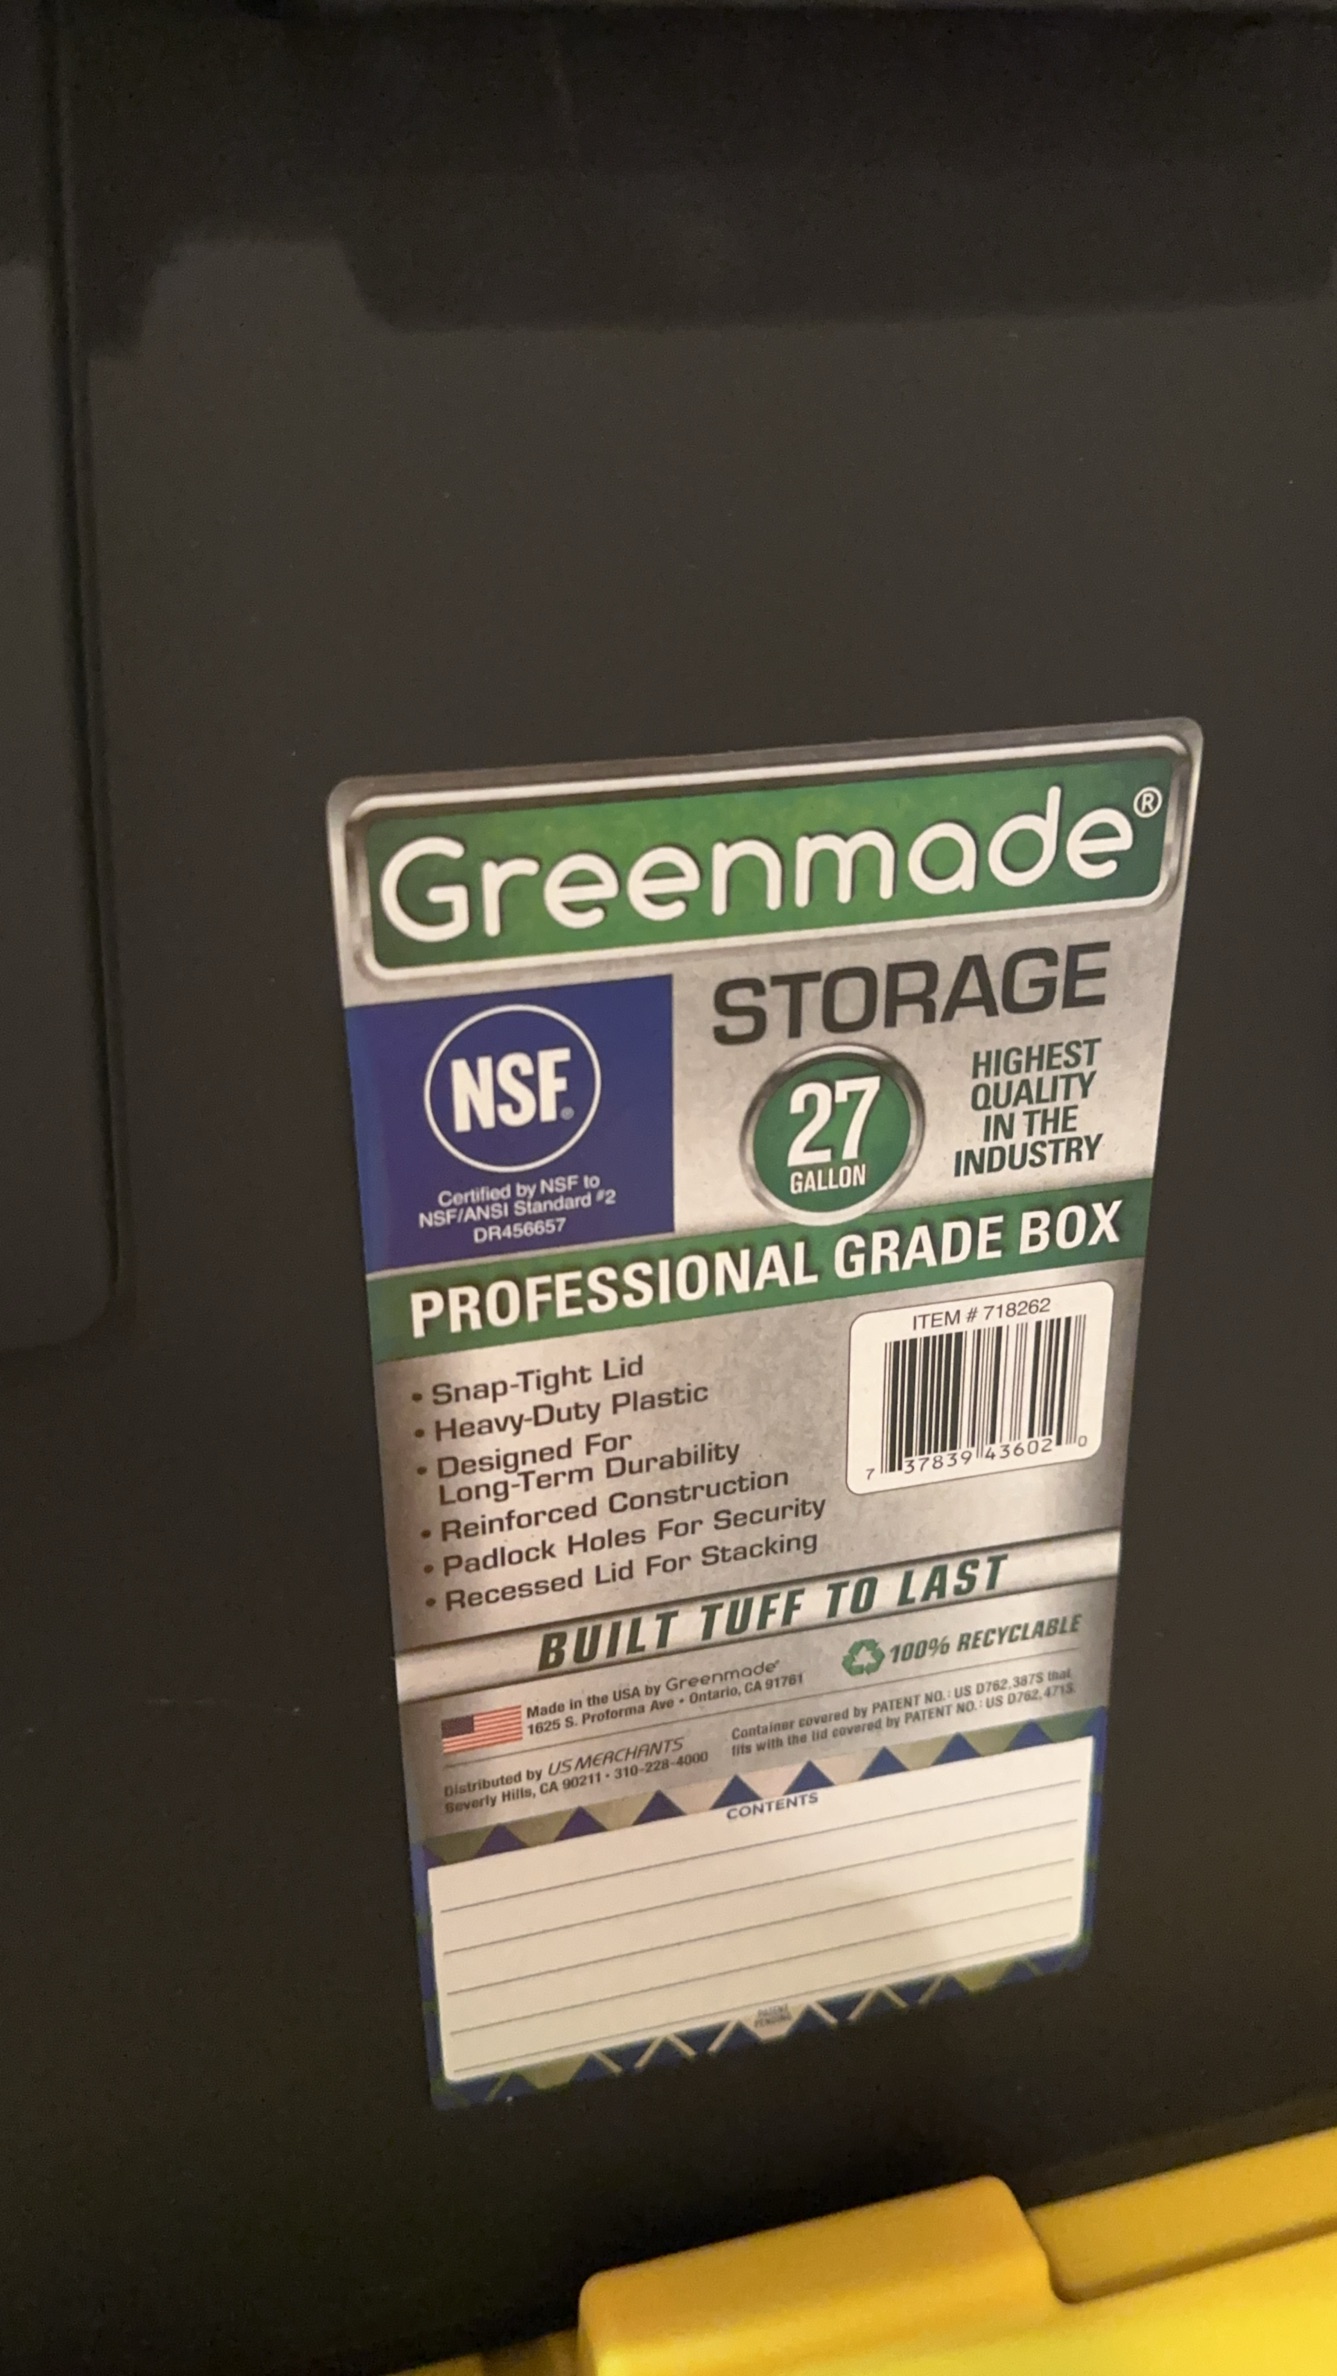 Greenmade®
STORAGE
NSF®
Certified by NSF to
NSF/ANSI Standard #2
DR456657
27
GALLON
HIGHEST
QUALITY
IN THE
INDUSTRY
PROFESSIONAL GRADE BOX
• Snap-Tight Lid
• Heavy-Duty Plastic
• Designed For
Long-Term Durability
• Reinforced Construction
• Padlock Holes For Security
• Recessed Lid For Stacking
ITEM # 718262
7 37839 43602 0
BUILT TUFF TO LAST
Made in the USA by Greenmade®
1625 S. Proforma Ave • Ontario, CA 91761
100% RECYCLABLE
Distributed by US MERCHANTS
Beverly Hills, CA 90211 • 310-228-4000
Container covered by PATENT NO.: US D762,387S that
fits with the lid covered by PATENT NO.: US D762,471S
CONTENTS
PATENT
PENDING